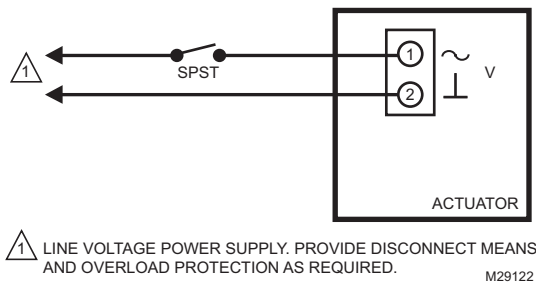 1
SPST
1
2
V
ACTUATOR
1 LINE VOLTAGE POWER SUPPLY. PROVIDE DISCONNECT MEANS
AND OVERLOAD PROTECTION AS REQUIRED.
M29122